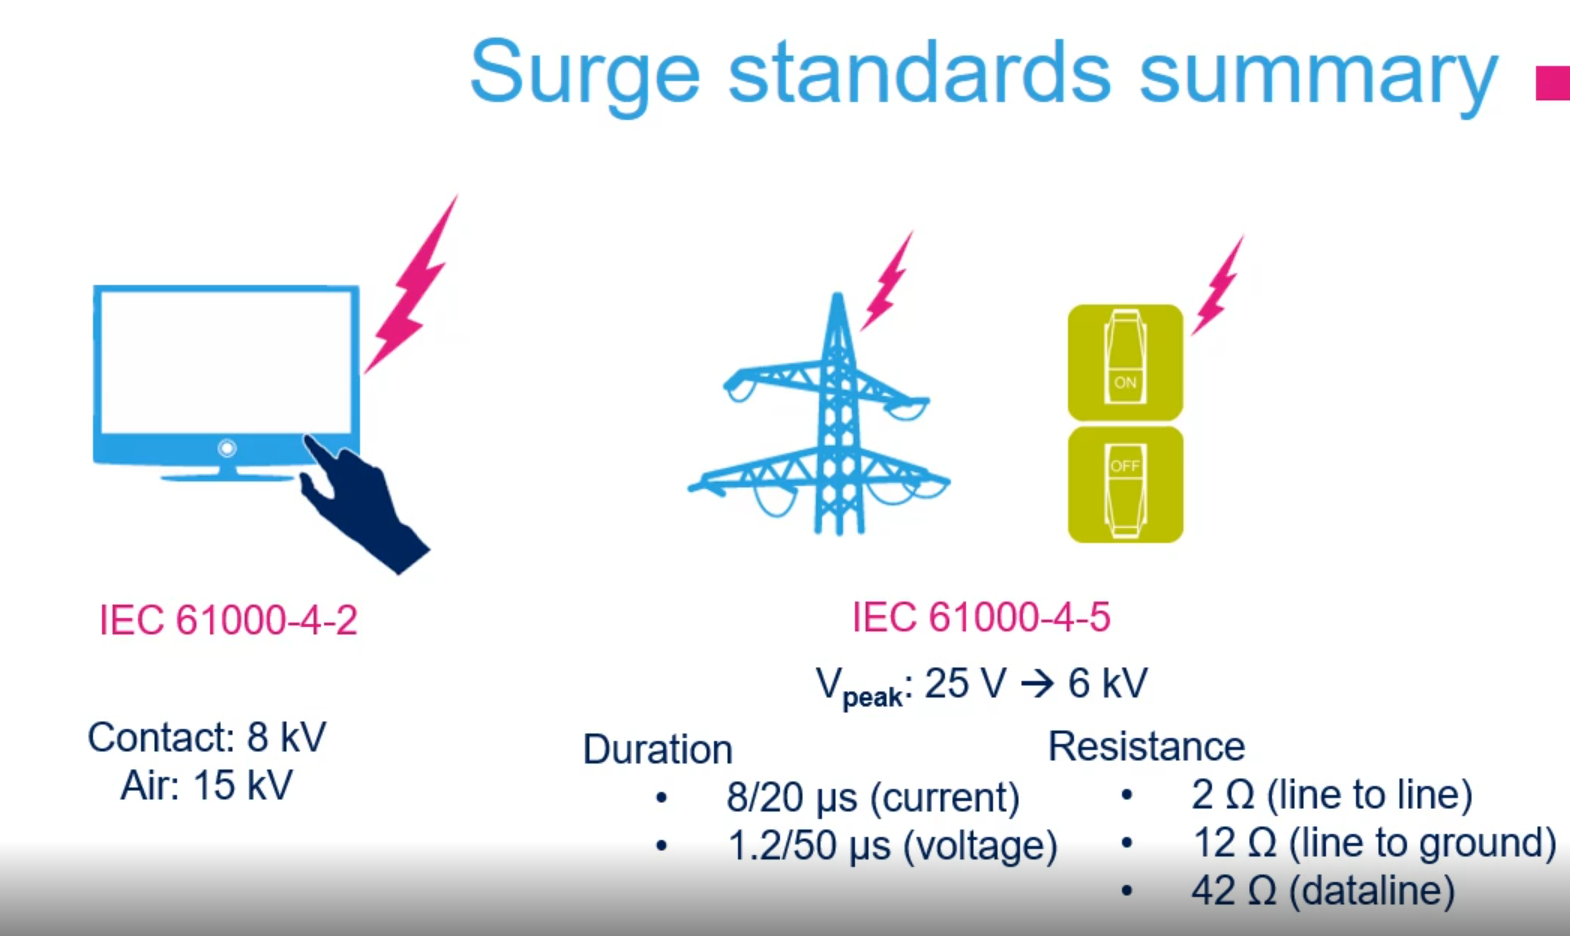 Surge standards summary
ON
OFF
IEC 61000-4-2
Contact: 8 kV
Air: 15 kV
IEC 61000-4-5
Vpeak: 25 V → 6 kV
Duration
• 8/20 µs (current)
• 1.2/50 µs (voltage)
Resistance
• 2 Ω (line to line)
• 12 Ω (line to ground)
• 42 Ω (dataline)